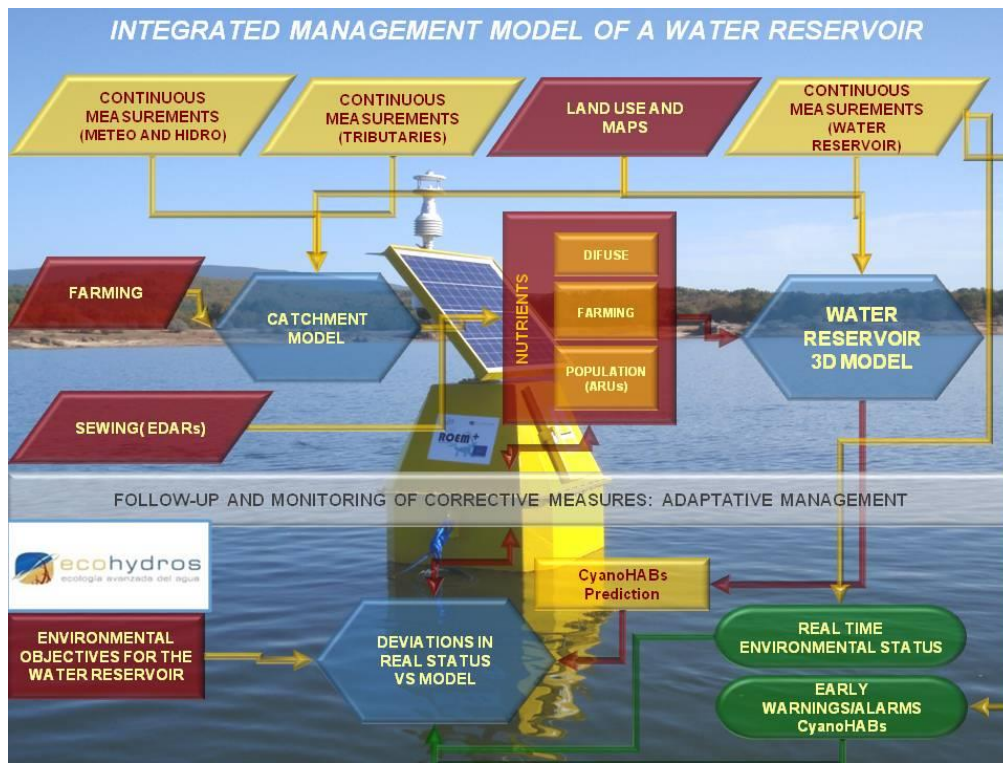 INTEGRATED MANAGEMENT MODEL OF A WATER RESERVOIR
CONTINUOUS
MEASUREMENTS
(METEO AND HIDRO)
CONTINUOUS
MEASUREMENTS
(TRIBUTARIES)
LAND USE AND
MAPS
CONTINUOUS
MEASUREMENTS
(WATER
RESERVOIR)
FARMING
CATCHMENT
MODEL
NUTRIENTS
DIFUSE
FARMING
POPULATION
(ARUs)
WATER
RESERVOIR
3D MODEL
SEWING( EDARs)
ROEM+
FOLLOW-UP AND MONITORING OF CORRECTIVE MEASURES: ADAPTATIVE MANAGEMENT
ecohydros
ecología avanzada del agua
CyanoHABs
Prediction
ENVIRONMENTAL
OBJECTIVES FOR THE
WATER RESERVOIR
DEVIATIONS IN
REAL STATUS
VS MODEL
REAL TIME
ENVIRONMENTAL STATUS
EARLY
WARNINGS/ALARMS
CyanoHABs